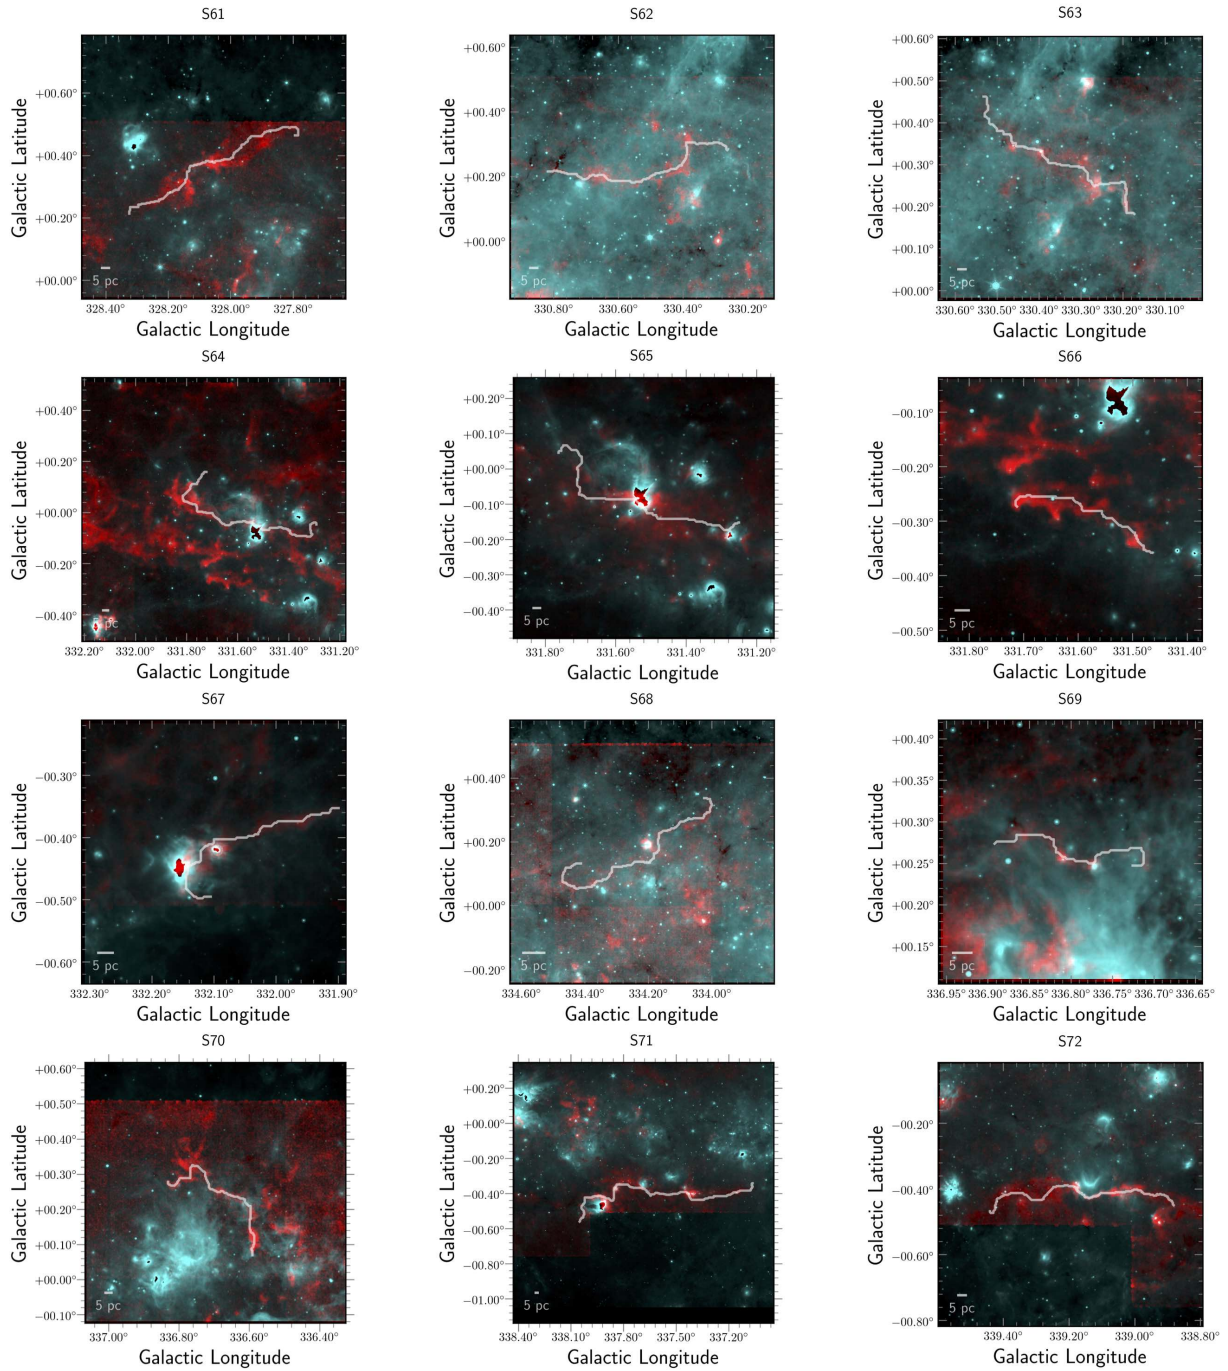 S61
S62
S63
Galactic Latitude
+00.60°
+00.40°
+00.20°
+00.00°
5 pc
328.40° 328.20° 328.00° 327.80°
Galactic Longitude
Galactic Latitude
+00.60°
+00.40°
+00.20°
+00.00°
5 pc
330.80° 330.60° 330.40° 330.20°
Galactic Longitude
Galactic Latitude
+00.60°
+00.50°
+00.40°
+00.30°
+00.20°
+00.10°
+00.00°
5 pc
330.60° 330.50° 330.40° 330.30° 330.20° 330.10°
Galactic Longitude
S64
S65
S66
Galactic Latitude
+00.40°
+00.20°
+00.00°
−00.20°
−00.40°
5 pc
332.20° 332.00° 331.80° 331.60° 331.40° 331.20°
Galactic Longitude
Galactic Latitude
+00.20°
+00.10°
+00.00°
−00.10°
−00.20°
−00.30°
−00.40°
5 pc
331.80° 331.60° 331.40° 331.20°
Galactic Longitude
Galactic Latitude
−00.10°
−00.20°
−00.30°
−00.40°
−00.50°
5 pc
331.80° 331.70° 331.60° 331.50° 331.40°
Galactic Longitude
S67
S68
S69
Galactic Latitude
−00.30°
−00.40°
−00.50°
−00.60°
5 pc
332.30° 332.20° 332.10° 332.00° 331.90°
Galactic Longitude
Galactic Latitude
+00.40°
+00.20°
+00.00°
−00.20°
5 pc
334.60° 334.40° 334.20° 334.00°
Galactic Longitude
Galactic Latitude
+00.40°
+00.35°
+00.30°
+00.25°
+00.20°
+00.15°
5 pc
336.95° 336.90° 336.85° 336.80° 336.75° 336.70° 336.65°
Galactic Longitude
S70
S71
S72
Galactic Latitude
+00.60°
+00.50°
+00.40°
+00.30°
+00.20°
+00.10°
+00.00°
−00.10°
5 pc
337.00° 336.80° 336.60° 336.40°
Galactic Longitude
Galactic Latitude
+00.20°
+00.00°
−00.20°
−00.40°
−00.60°
−00.80°
−01.00°
5 pc
338.40° 338.10° 337.80° 337.50° 337.20°
Galactic Longitude
Galactic Latitude
−00.20°
−00.40°
−00.60°
−00.80°
5 pc
339.40° 339.20° 339.00° 338.80°
Galactic Longitude